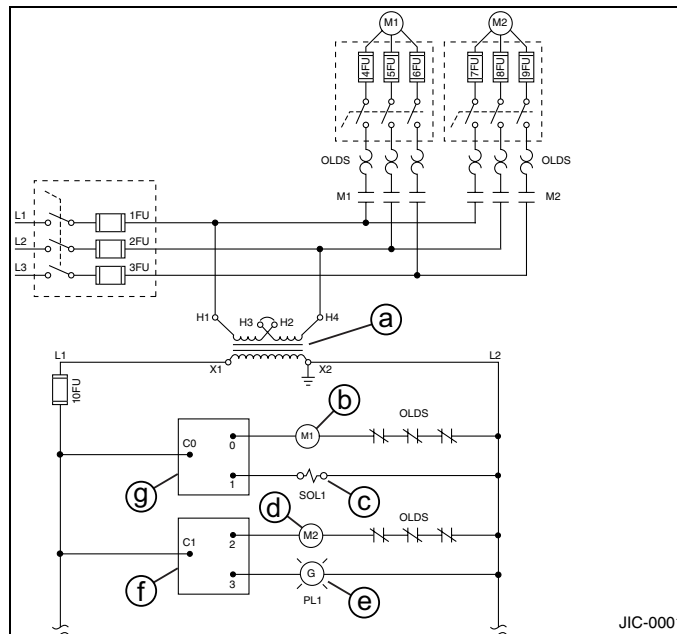 M1 M2
4FU 5FU 6FU 7FU 8FU 9FU
OLDS OLDS
M1 M2
L1 1FU
L2 2FU
L3 3FU
H1 H3 H2 H4 a
L1 X1 X2 L2
10FU
b
OLDS
C0 0 M1
g 1 SOL1 c
d OLDS
C1 2 M2
f 3 G e
PL1
JIC-0001